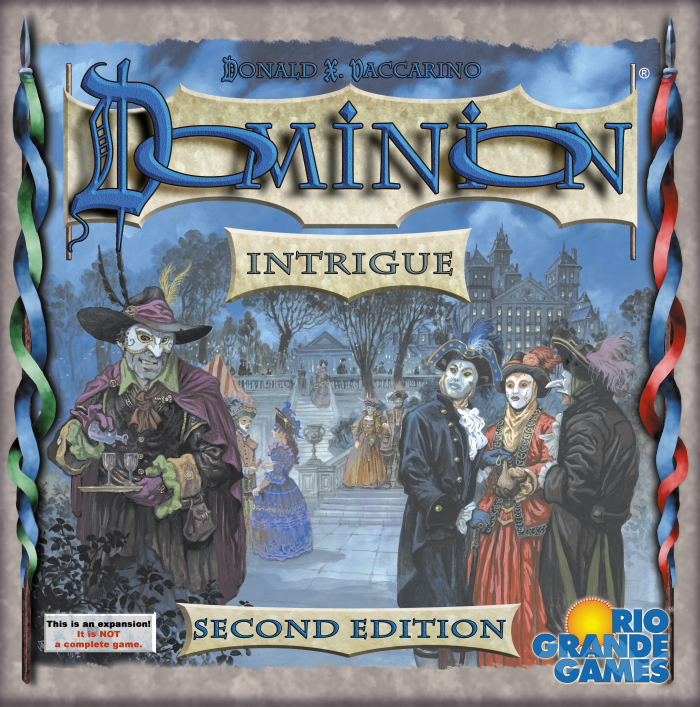 DONALD X. VACCARINO
DOMINION®
INTRIGUE
This is an expansion!
It is NOT
a complete game.
SECOND EDITION
RIO
GRANDE
GAMES